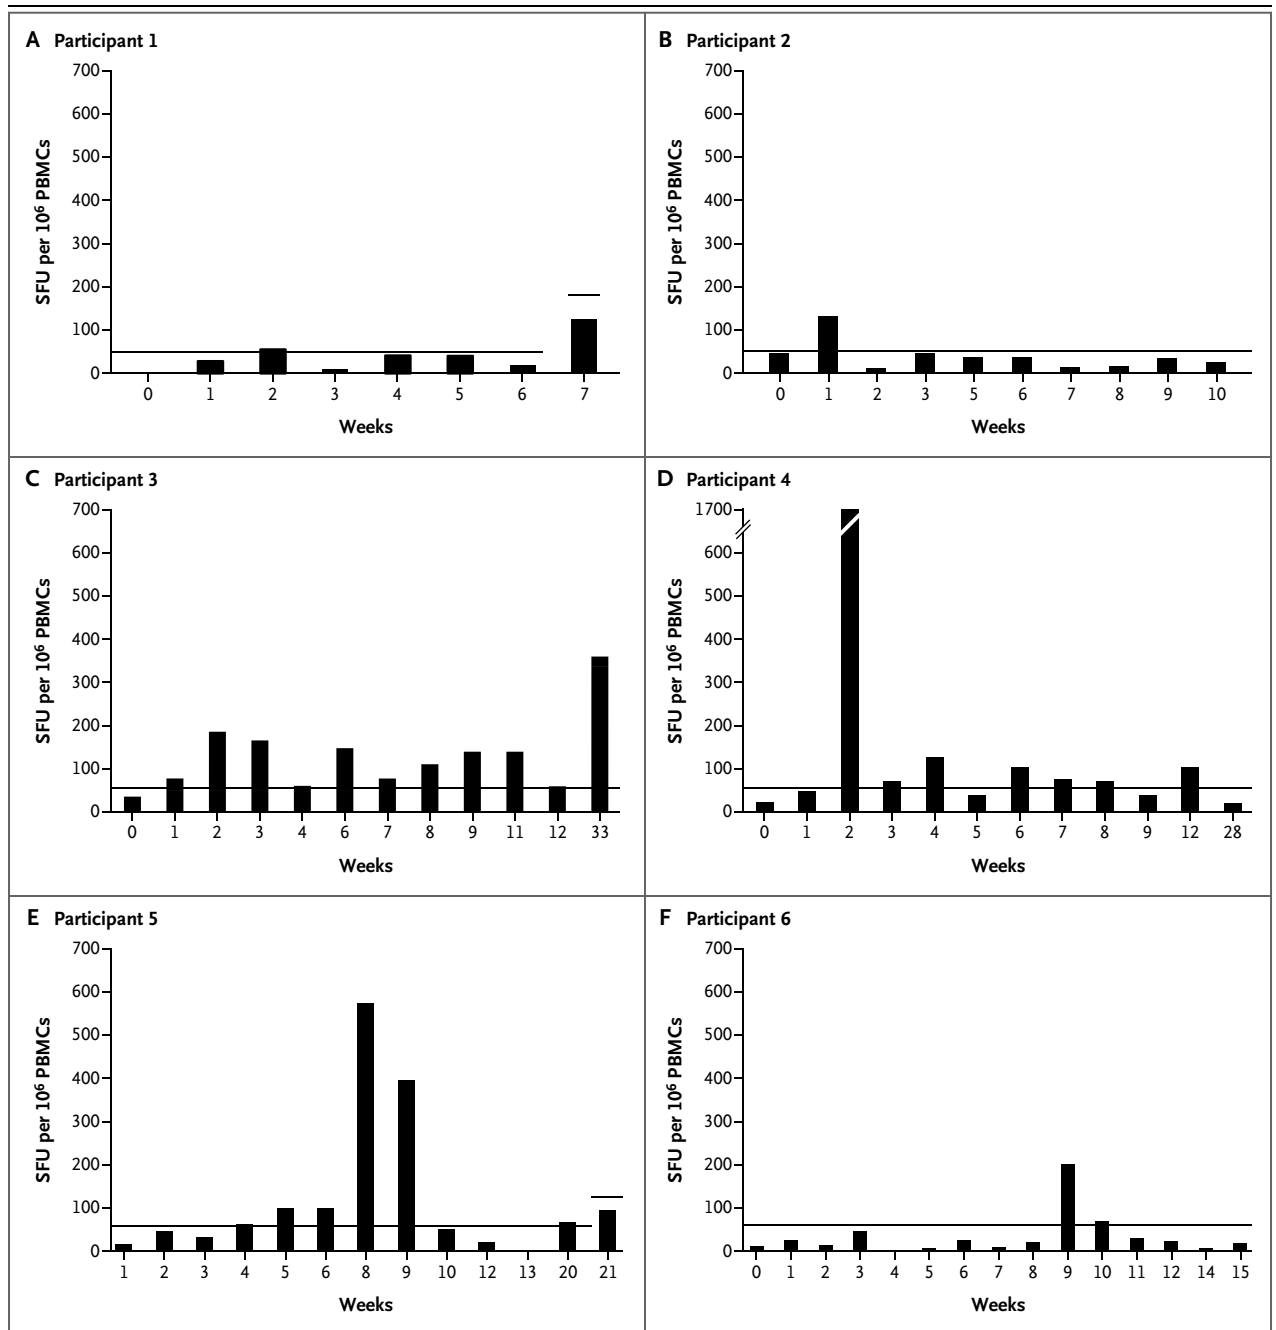 A Participant 1
SFU per 10⁶ PBMCs
700
600
500
400
300
200
100
0
0 1 2 3 4 5 6 7
Weeks
B Participant 2
SFU per 10⁶ PBMCs
700
600
500
400
300
200
100
0
0 1 2 3 5 6 7 8 9 10
Weeks
C Participant 3
SFU per 10⁶ PBMCs
700
600
500
400
300
200
100
0
0 1 2 3 4 6 7 8 9 11 12 33
Weeks
D Participant 4
SFU per 10⁶ PBMCs
1700
600
500
400
300
200
100
0
0 1 2 3 4 5 6 7 8 9 12 28
Weeks
E Participant 5
SFU per 10⁶ PBMCs
700
600
500
400
300
200
100
0
1 2 3 4 5 6 8 9 10 12 13 20 21
Weeks
F Participant 6
SFU per 10⁶ PBMCs
700
600
500
400
300
200
100
0
0 1 2 3 4 5 6 7 8 9 10 11 12 14 15
Weeks